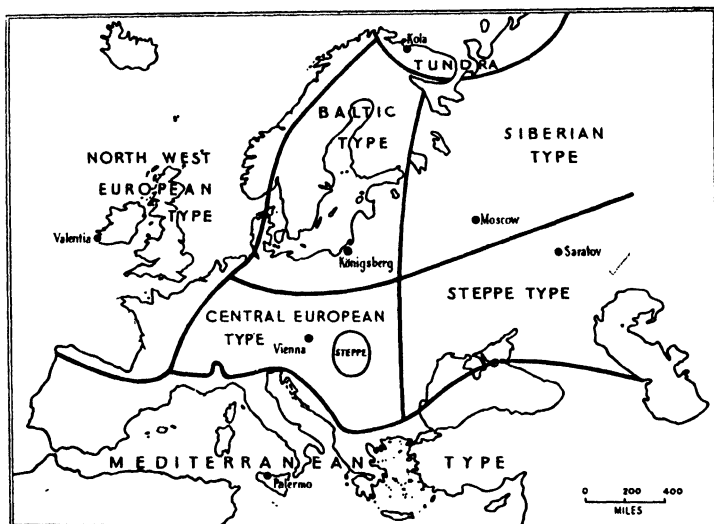 Kola
TUNDRA
BALTIC
TYPE
SIBERIAN
TYPE
NORTH WEST
EUROPEAN
TYPE
Valentia
Moscow
Königsberg
Saratov
STEPPE TYPE
CENTRAL EUROPEAN
TYPE
Vienna
STEPPE
MEDITERRANEAN TYPE
Palermo
0 200 400
MILES